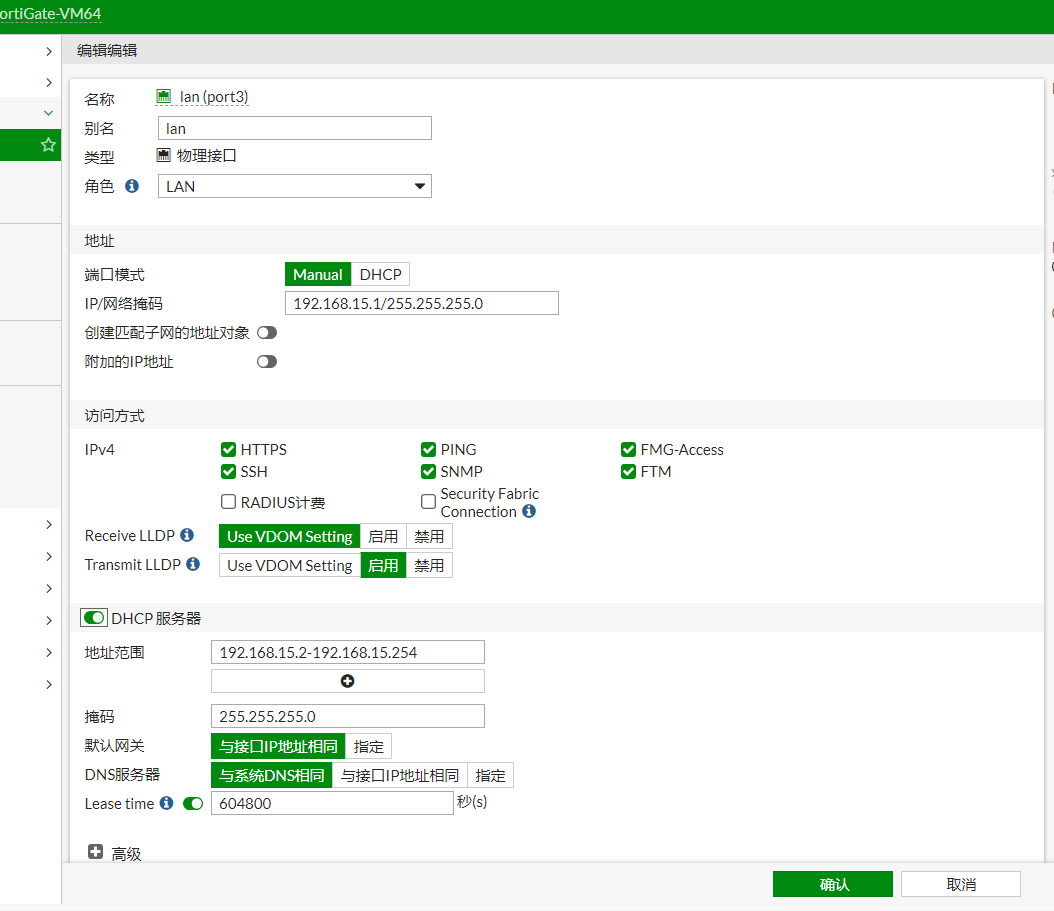 ortiGate-VM64
编辑编辑
名称 lan (port3)
别名 lan
类型 物理接口
角色 LAN
地址
端口模式 Manual DHCP
IP/网络掩码 192.168.15.1/255.255.255.0
创建匹配子网的地址对象
附加的IP地址
访问方式
IPv4 HTTPS PING FMG-Access
SSH SNMP FTM
RADIUS计费 Security Fabric
Connection
Receive LLDP Use VDOM Setting 启用 禁用
Transmit LLDP Use VDOM Setting 启用 禁用
DHCP 服务器
地址范围 192.168.15.2-192.168.15.254
掩码 255.255.255.0
默认网关 与接口IP地址相同 指定
DNS服务器 与系统DNS相同 与接口IP地址相同 指定
Lease time 604800 秒(s)
高级
确认 取消